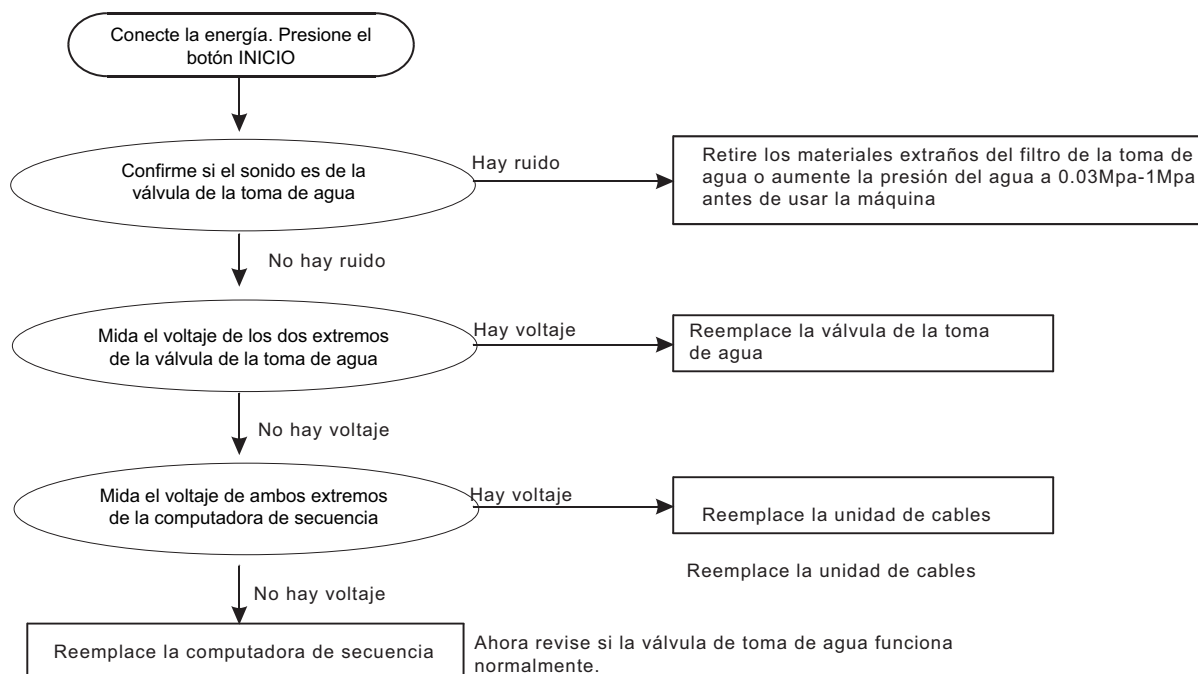 Conecte la energía. Presione el
botón INICIO
Confirme si el sonido es de la
válvula de la toma de agua
Hay ruido
Retire los materiales extraños del filtro de la toma de
agua o aumente la presión del agua a 0.03Mpa-1Mpa
antes de usar la máquina
No hay ruido
Mida el voltaje de los dos extremos
de la válvula de la toma de agua
Hay voltaje
Reemplace la válvula de la toma
de agua
No hay voltaje
Mida el voltaje de ambos extremos
de la computadora de secuencia
Hay voltaje
Reemplace la unidad de cables
Reemplace la unidad de cables
No hay voltaje
Reemplace la computadora de secuencia
Ahora revise si la válvula de toma de agua funciona
normalmente.